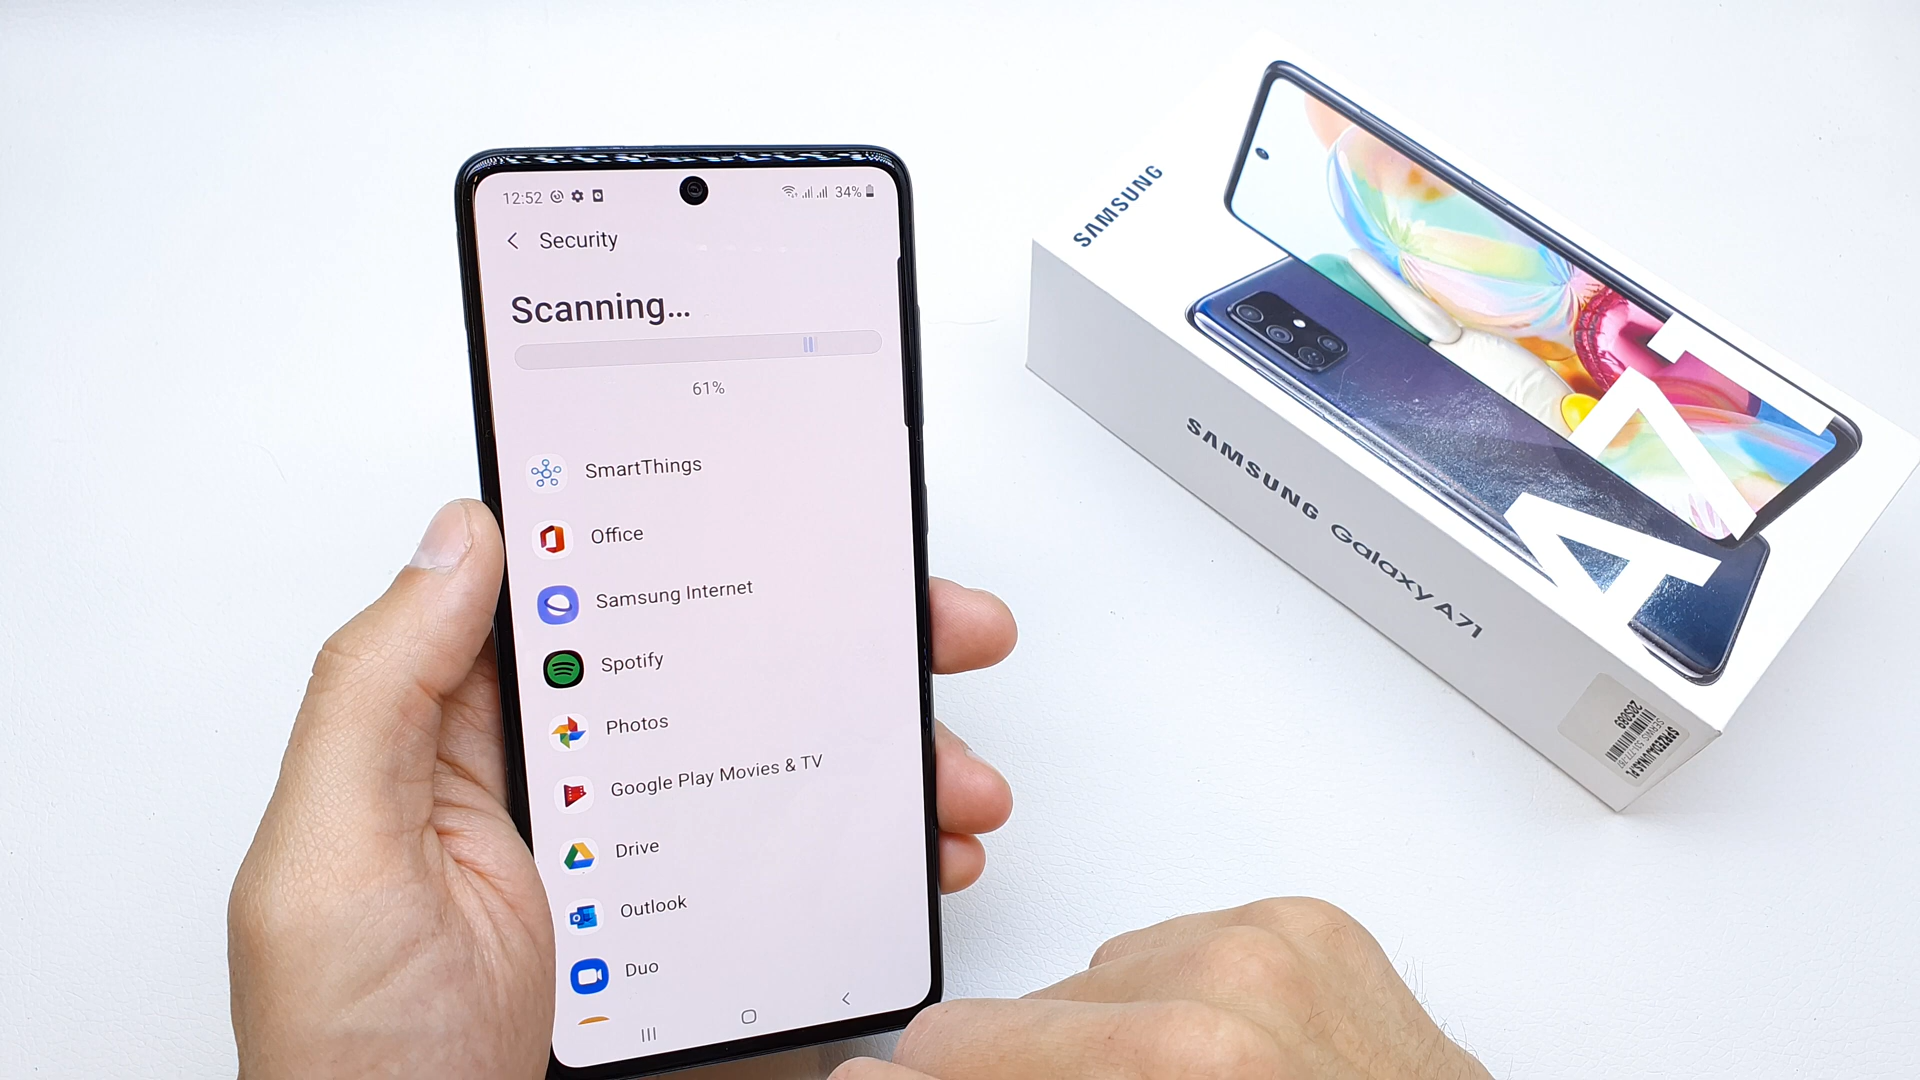 12:52
34%
Security
Scanning...
61%
SmartThings
Office
Samsung Internet
Spotify
Photos
Google Play Movies & TV
Drive
Outlook
Duo
SAMSUNG
A71
SAMSUNG Galaxy A71